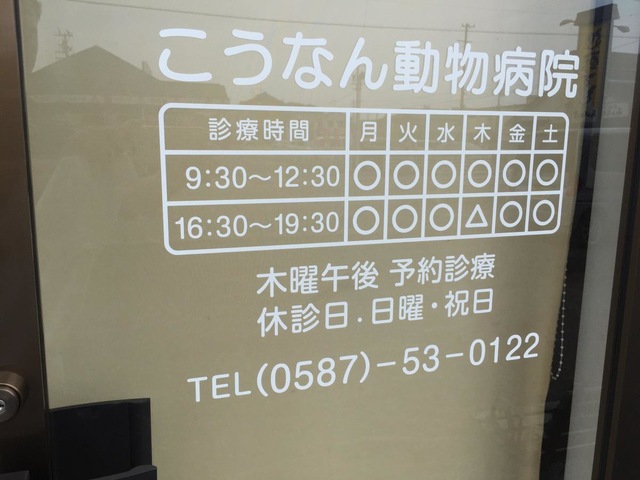 こうなん動物病院
診療時間 月 火 水 木 金 土
9:30〜12:30 ○ ○ ○ ○ ○ ○
16:30〜19:30 ○ ○ ○ △ ○ ○
木曜午後 予約診療
休診日.日曜・祝日
TEL(0587)-53-0122